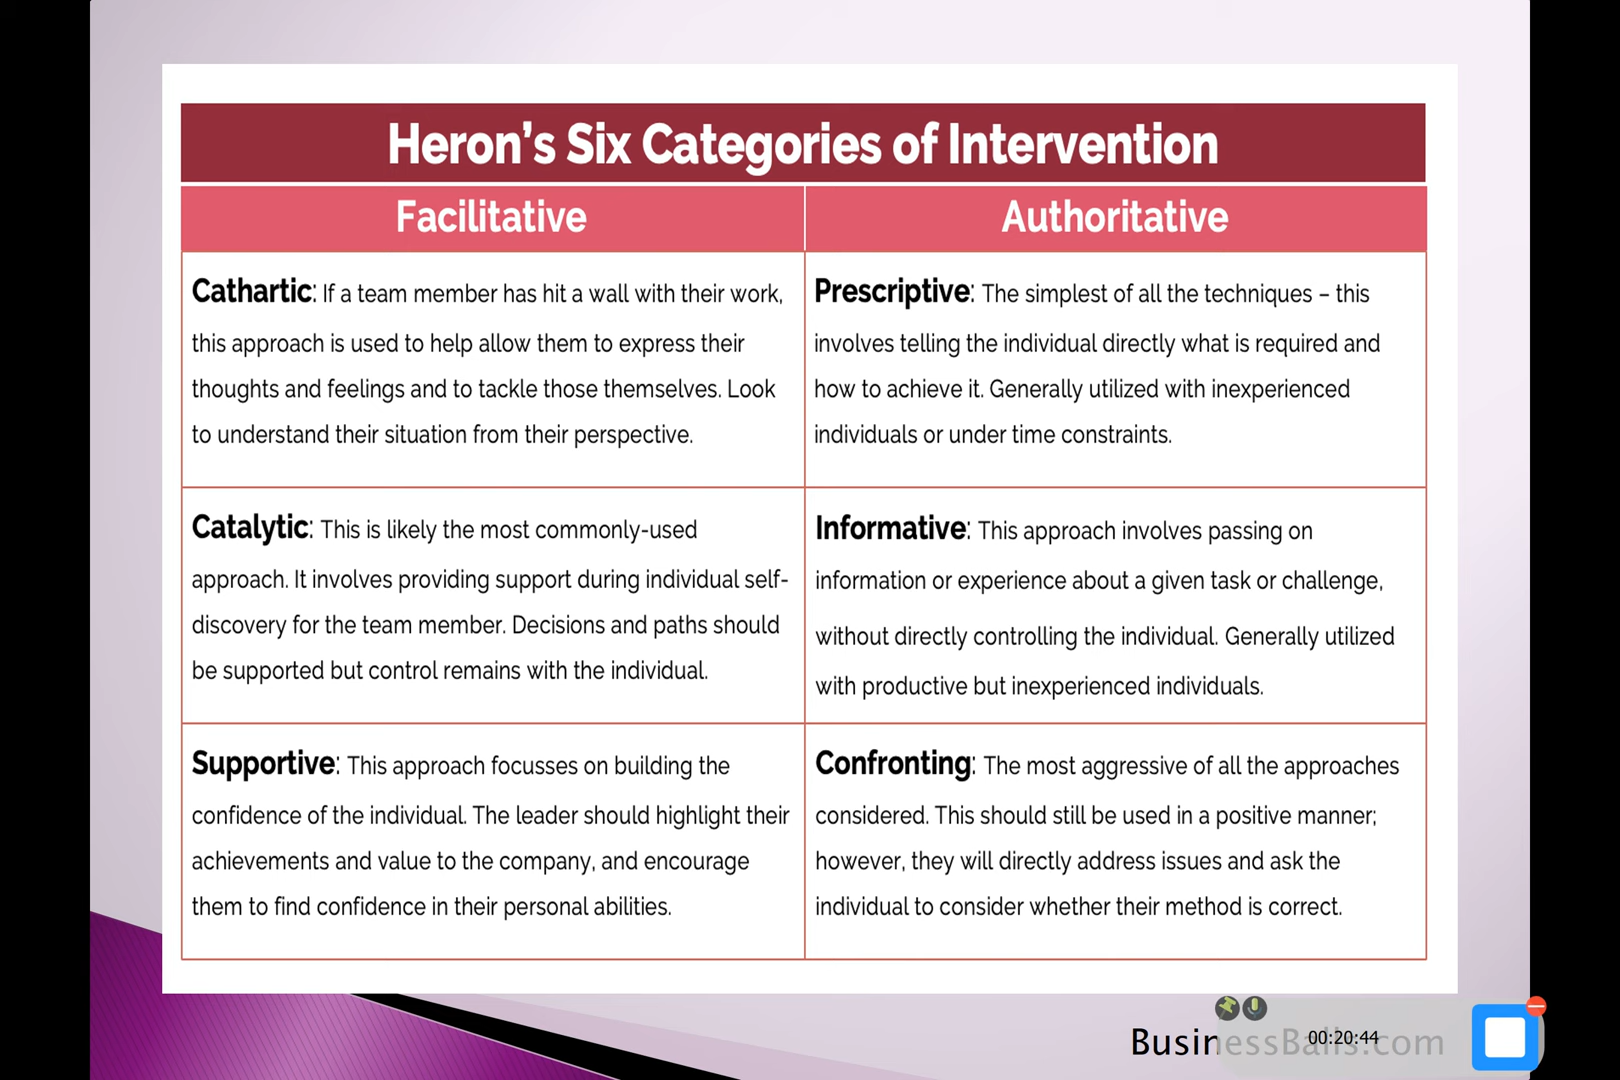 Heron's Six Categories of Intervention
Facilitative
Authoritative
Cathartic: If a team member has hit a wall with their work,
this approach is used to help allow them to express their
thoughts and feelings and to tackle those themselves. Look
to understand their situation from their perspective.
Prescriptive: The simplest of all the techniques – this
involves telling the individual directly what is required and
how to achieve it. Generally utilized with inexperienced
individuals or under time constraints.
Catalytic: This is likely the most commonly-used
approach. It involves providing support during individual self-
discovery for the team member. Decisions and paths should
be supported but control remains with the individual.
Informative: This approach involves passing on
information or experience about a given task or challenge,
without directly controlling the individual. Generally utilized
with productive but inexperienced individuals.
Supportive: This approach focusses on building the
confidence of the individual. The leader should highlight their
achievements and value to the company, and encourage
them to find confidence in their personal abilities.
Confronting: The most aggressive of all the approaches
considered. This should still be used in a positive manner;
however, they will directly address issues and ask the
individual to consider whether their method is correct.
BusinessBalls.com
00:20:44